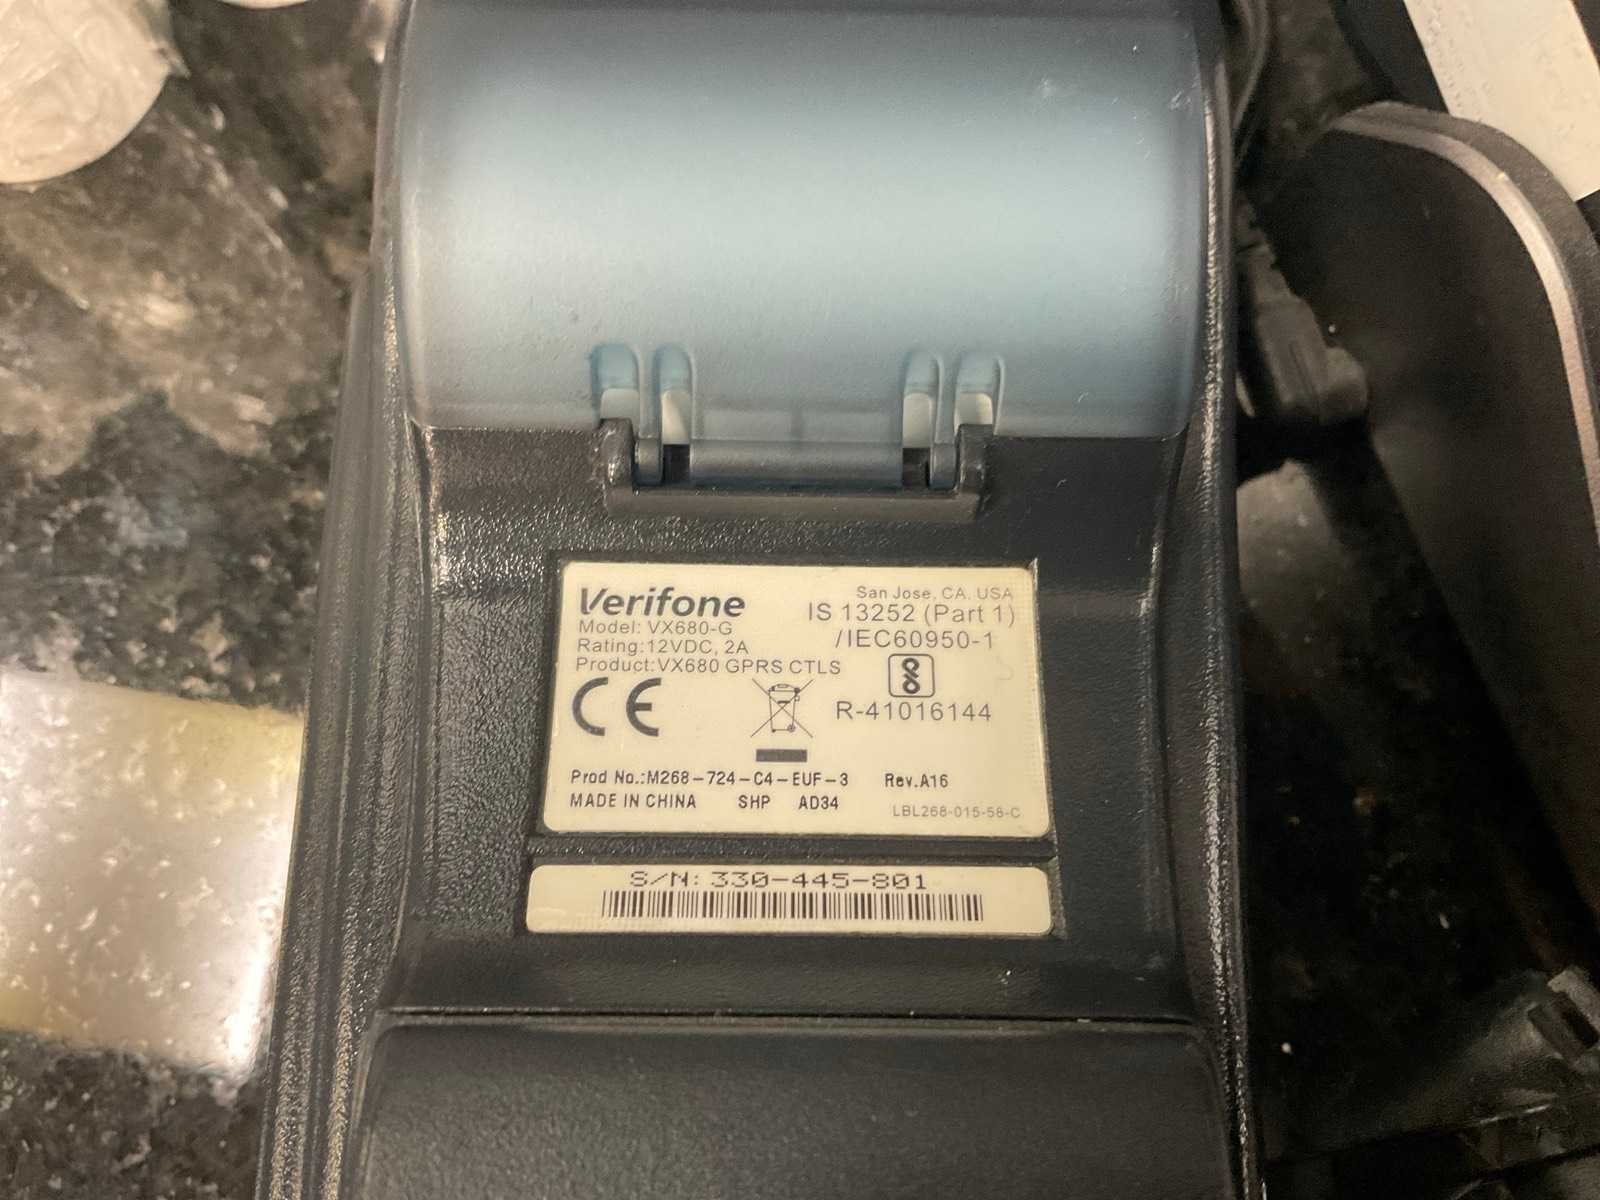 Verifone
San Jose, CA. USA
Model: VX680-G
IS 13252 (Part 1)
Rating:12VDC, 2A
/IEC60950-1
Product:VX680 GPRS CTLS
CE
R-41016144
Prod No.:M268-724-C4-EUF-3 Rev.A16
MADE IN CHINA SHP AD34
LBL268-015-58-C
S/N: 330-445-801